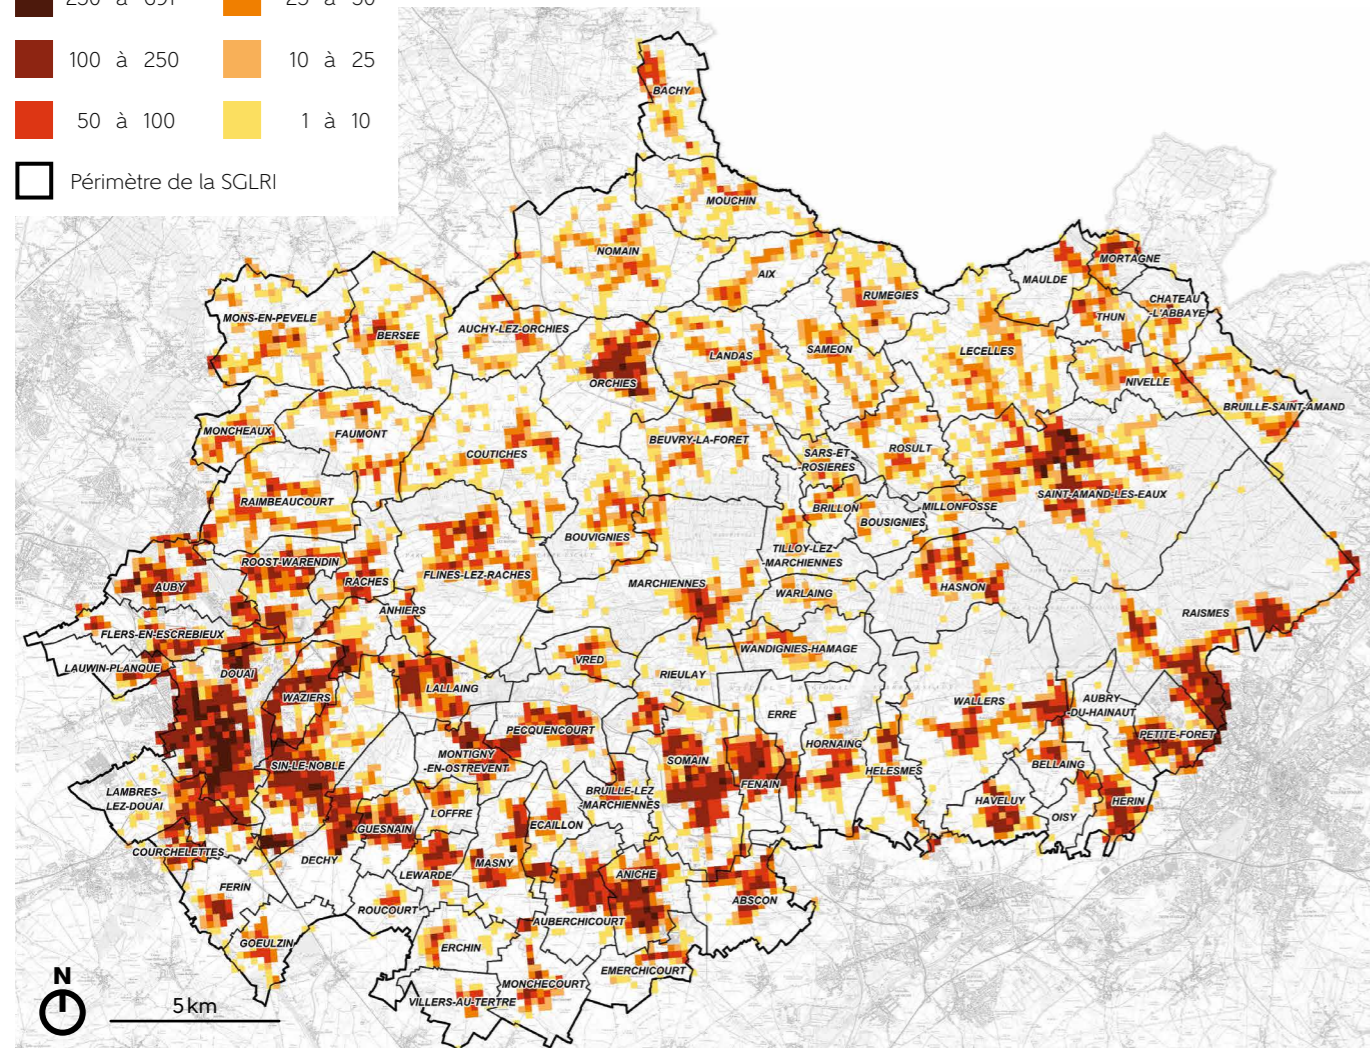 250 à 691
25 à 50
100 à 250
10 à 25
50 à 100
1 à 10
Périmètre de la SGLRI
BACHY
MOUCHIN
NOMAIN
AIX
RUMEGIES
MAULDE
MORTAGNE
CHATEAU
-L'ABBAYE
THUN
MONS-EN-PEVELE
BERSEE
AUCHY-LEZ-ORCHIES
LANDAS
SAMEON
LECELLES
NIVELLE
ORCHIES
BRUILLE-SAINT-AMAND
MONCHEAUX
FAUMONT
COUTICHES
BEUVRY-LA-FORET
SARS-ET
ROSIERES
ROSULT
RAIMBEAUCOURT
BRILLON
MILLONFOSSE
BOUSIGNIES
SAINT-AMAND-LES-EAUX
BOUVIGNIES
TILLOY-LEZ
-MARCHIENNES
ROOST-WARENDIN
AUBY
RACHES
FLINES-LEZ-RACHES
MARCHIENNES
WARLAING
HASNON
ANHIERS
RAISMES
FLERS-EN-ESCREBIEUX
WANDIGNIES-HAMAGE
LAUWIN-PLANQUE
DOUAI
VRED
RIEULAY
WAZIERS
LALLAING
ERRE
WALLERS
AUBRY
-DU-HAINAUT
PECQUENCOURT
PETITE-FORET
HORNAING
MONTIGNY
-EN-OSTREVENT
SOMAIN
SIN-LE-NOBLE
HELESMES
BELLAING
FENAIN
LAMBRES-
LEZ-DOUAI
BRUILLE-LEZ
-MARCHIENNES
HAVELUY
HERIN
LOFFRE
OISY
ECAILLON
GUESNAIN
COURCHELETTES
DECHY
MASNY
LEWARDE
ANICHE
FERIN
ABSCON
ROUCOURT
AUBERCHICOURT
GOEULZIN
ERCHIN
EMERCHICOURT
MONCHECOURT
VILLERS-AU-TERTRE
N
5 km